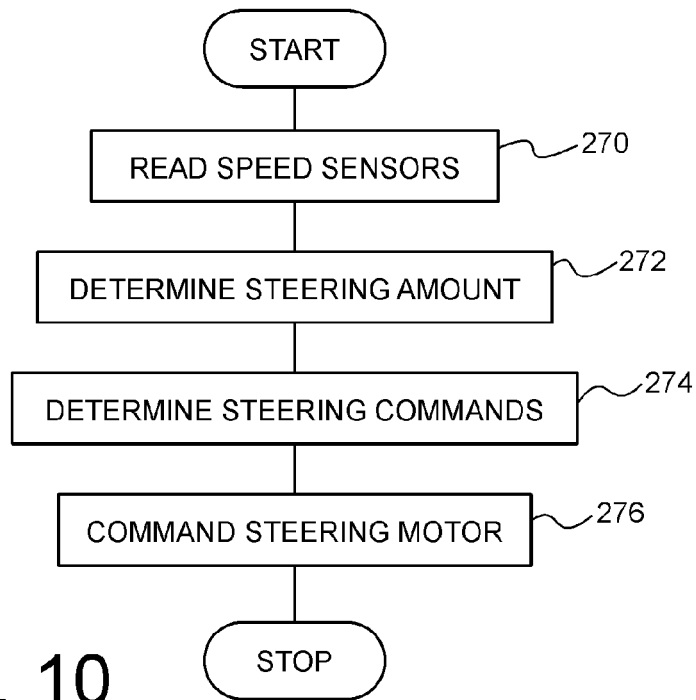 START
READ SPEED SENSORS
270
DETERMINE STEERING AMOUNT
272
DETERMINE STEERING COMMANDS
274
COMMAND STEERING MOTOR
276
STOP
10